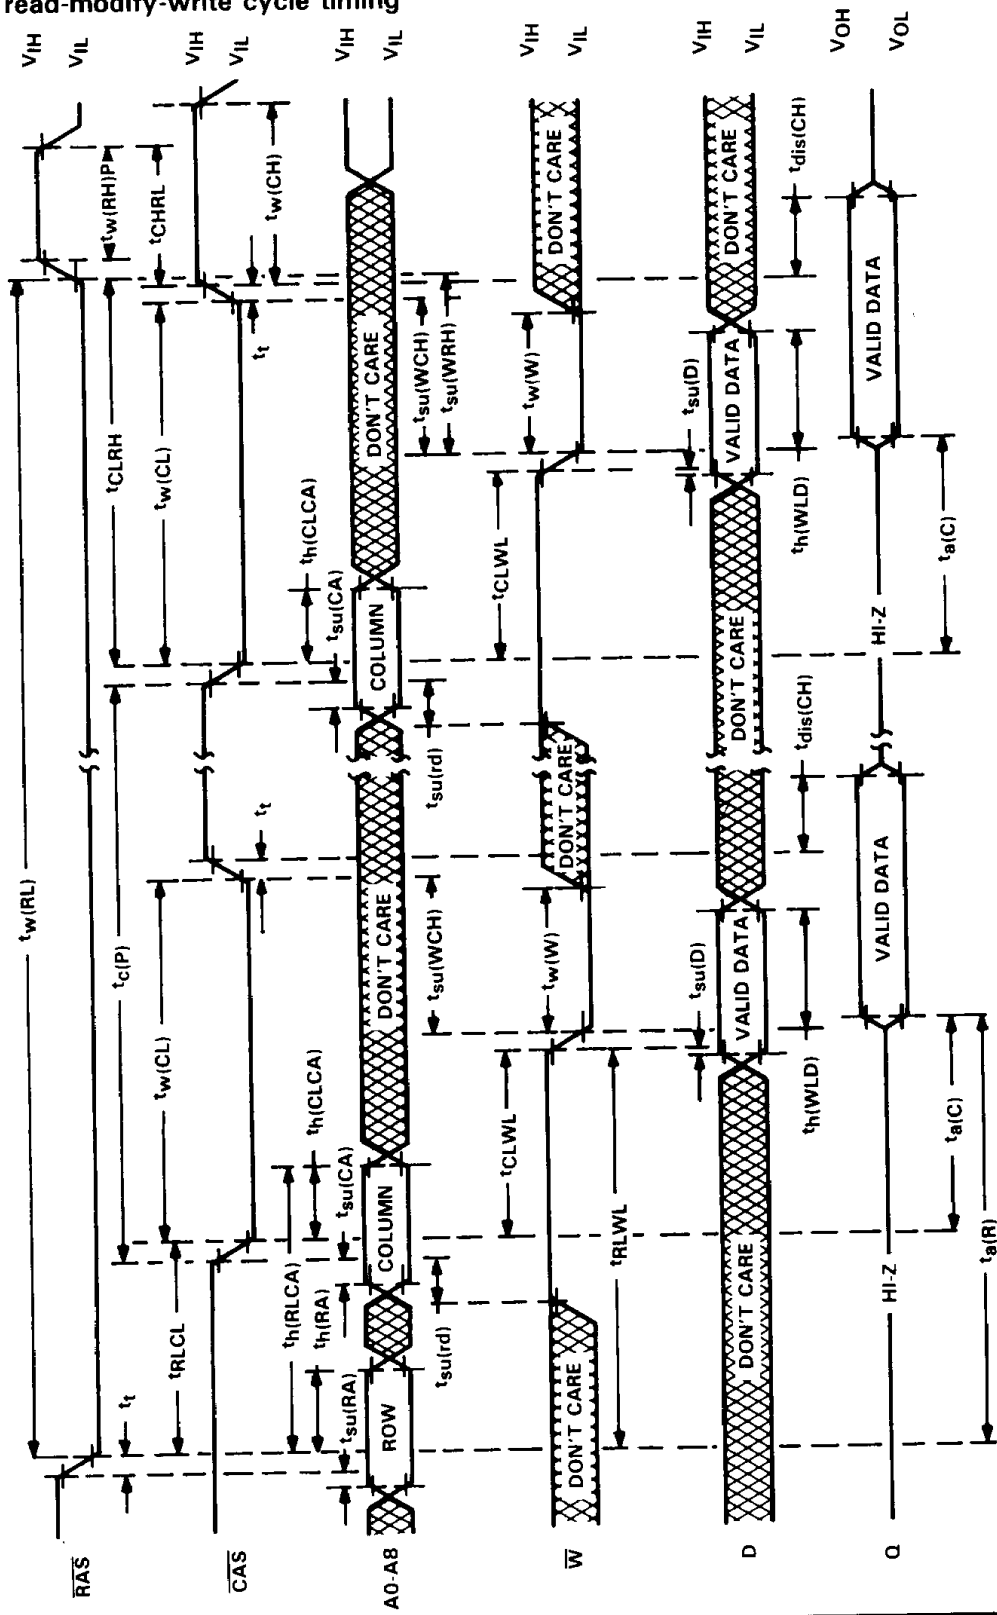 read-modify-write cycle timing
RAS
tw(RL)
tt
tCLRH
tw(RH)P
VIH
VIL
CAS
tRLCL
tc(P)
tw(CL)
tt
tw(CL)
tt
tCHRL
tw(CH)
VIH
VIL
A0-A8
th(RLCA)
th(RA)
tsu(RA)
th(CLCA)
tsu(CA)
ROW
COLUMN
DON'T CARE
th(CLCA)
tsu(CA)
COLUMN
DON'T CARE
VIH
VIL
tsu(rd)
tsu(WCH)
tsu(rd)
tsu(WCH)
tsu(WRH)
W
DON'T CARE
tCLWL
tRLWL
tw(W)
DON'T CARE
tCLWL
tw(W)
DON'T CARE
VIH
VIL
D
DON'T CARE
tsu(D)
VALID DATA
th(WLD)
DON'T CARE
tsu(D)
VALID DATA
th(WLD)
DON'T CARE
VIH
VIL
Q
HI-Z
VALID DATA
tdis(CH)
HI-Z
VALID DATA
tdis(CH)
VOH
VOL
ta(C)
ta(R)
ta(C)